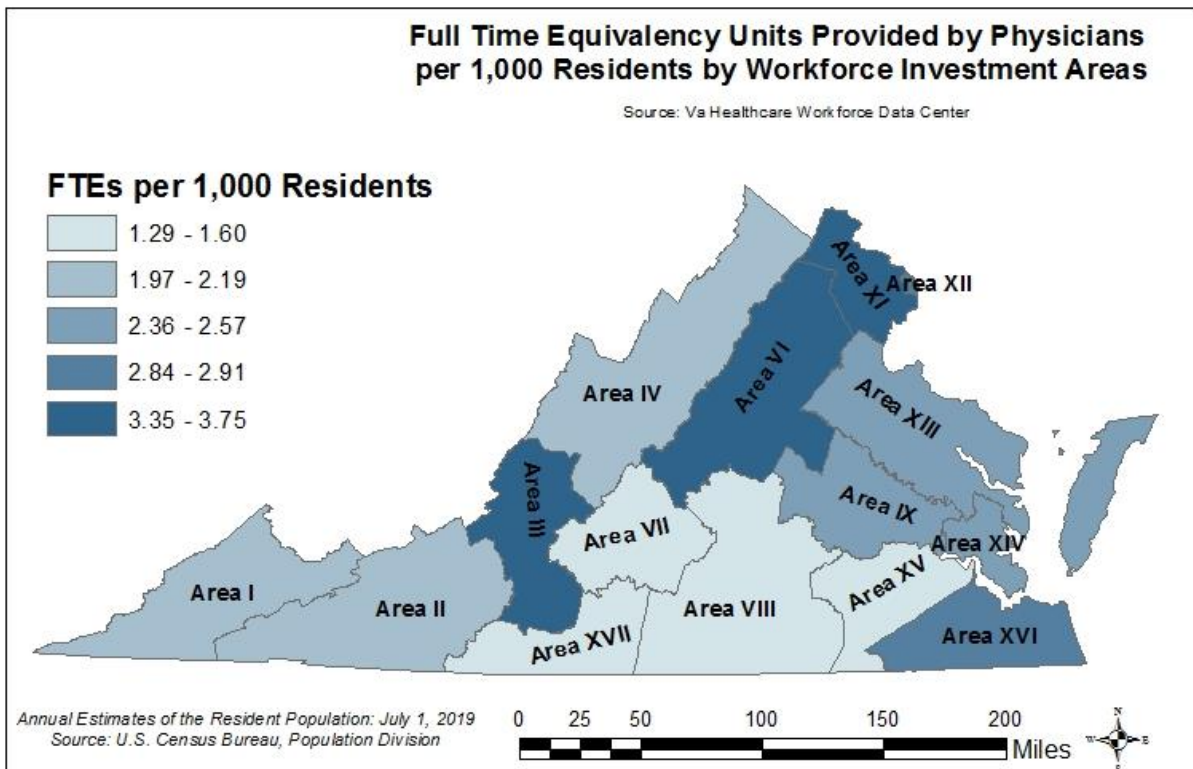 Full Time Equivalency Units Provided by Physicians
per 1,000 Residents by Workforce Investment Areas
Source: Va Healthcare Workforce Data Center
FTEs per 1,000 Residents
1.29 - 1.60
1.97 - 2.19
2.36 - 2.57
2.84 - 2.91
3.35 - 3.75
Area XI
Area XII
Area VI
Area IV
Area XIII
Area III
Area IX
Area VII
Area XIV
Area I
Area II
Area XV
Area VIII
Area XVII
Area XVI
Annual Estimates of the Resident Population: July 1, 2019
Source: U.S. Census Bureau, Population Division
0 25 50 100 150 200
Miles
N
W E
S